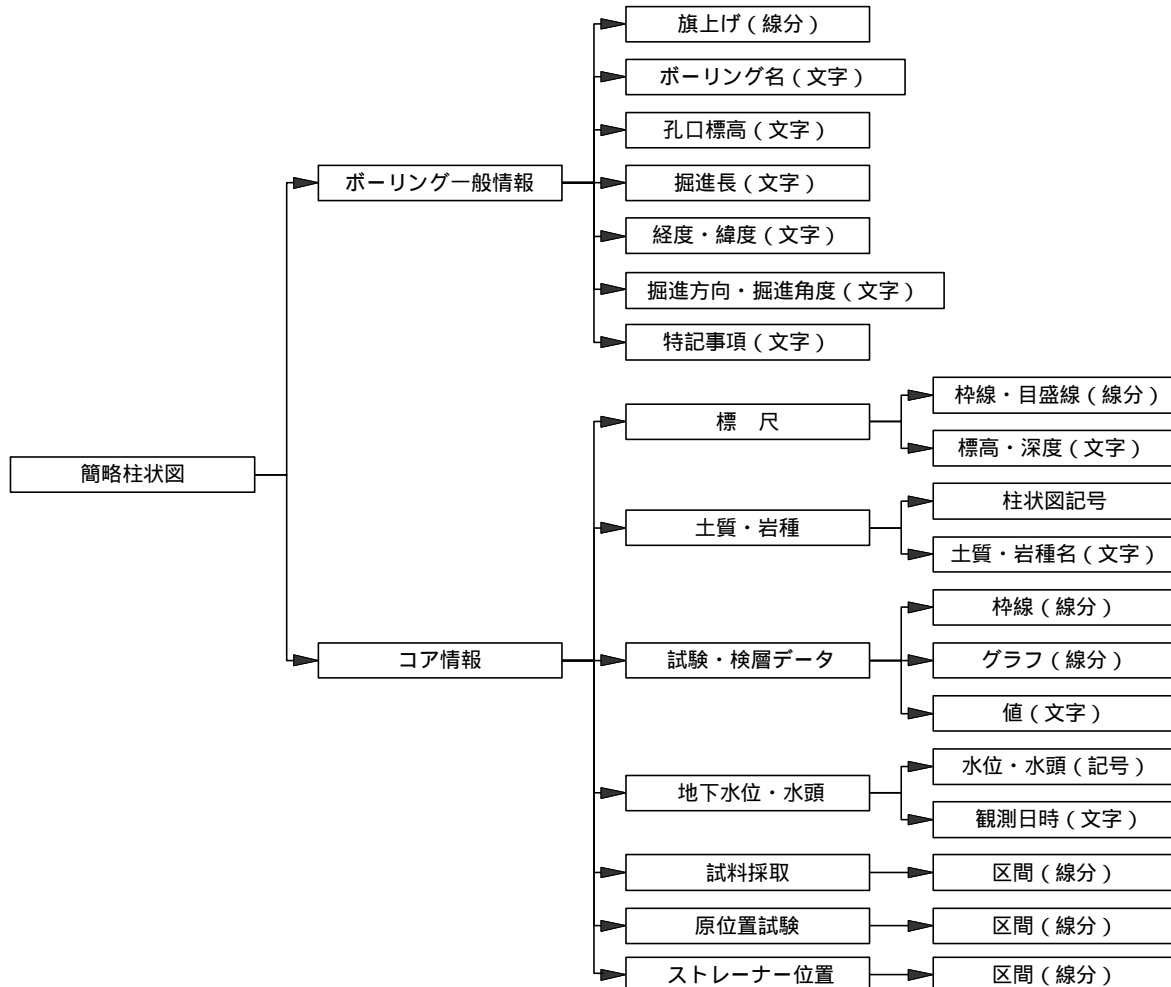 旗上げ（線分）
ボーリング名（文字）
孔口標高（文字）
ボーリング一般情報
掘進長（文字）
経度・緯度（文字）
掘進方向・掘進角度（文字）
特記事項（文字）
簡略柱状図
コア情報
標　尺
枠線・目盛線（線分）
標高・深度（文字）
土質・岩種
柱状図記号
土質・岩種名（文字）
試験・検層データ
枠線（線分）
グラフ（線分）
値（文字）
地下水位・水頭
水位・水頭（記号）
観測日時（文字）
試料採取
区間（線分）
原位置試験
区間（線分）
ストレーナー位置
区間（線分）